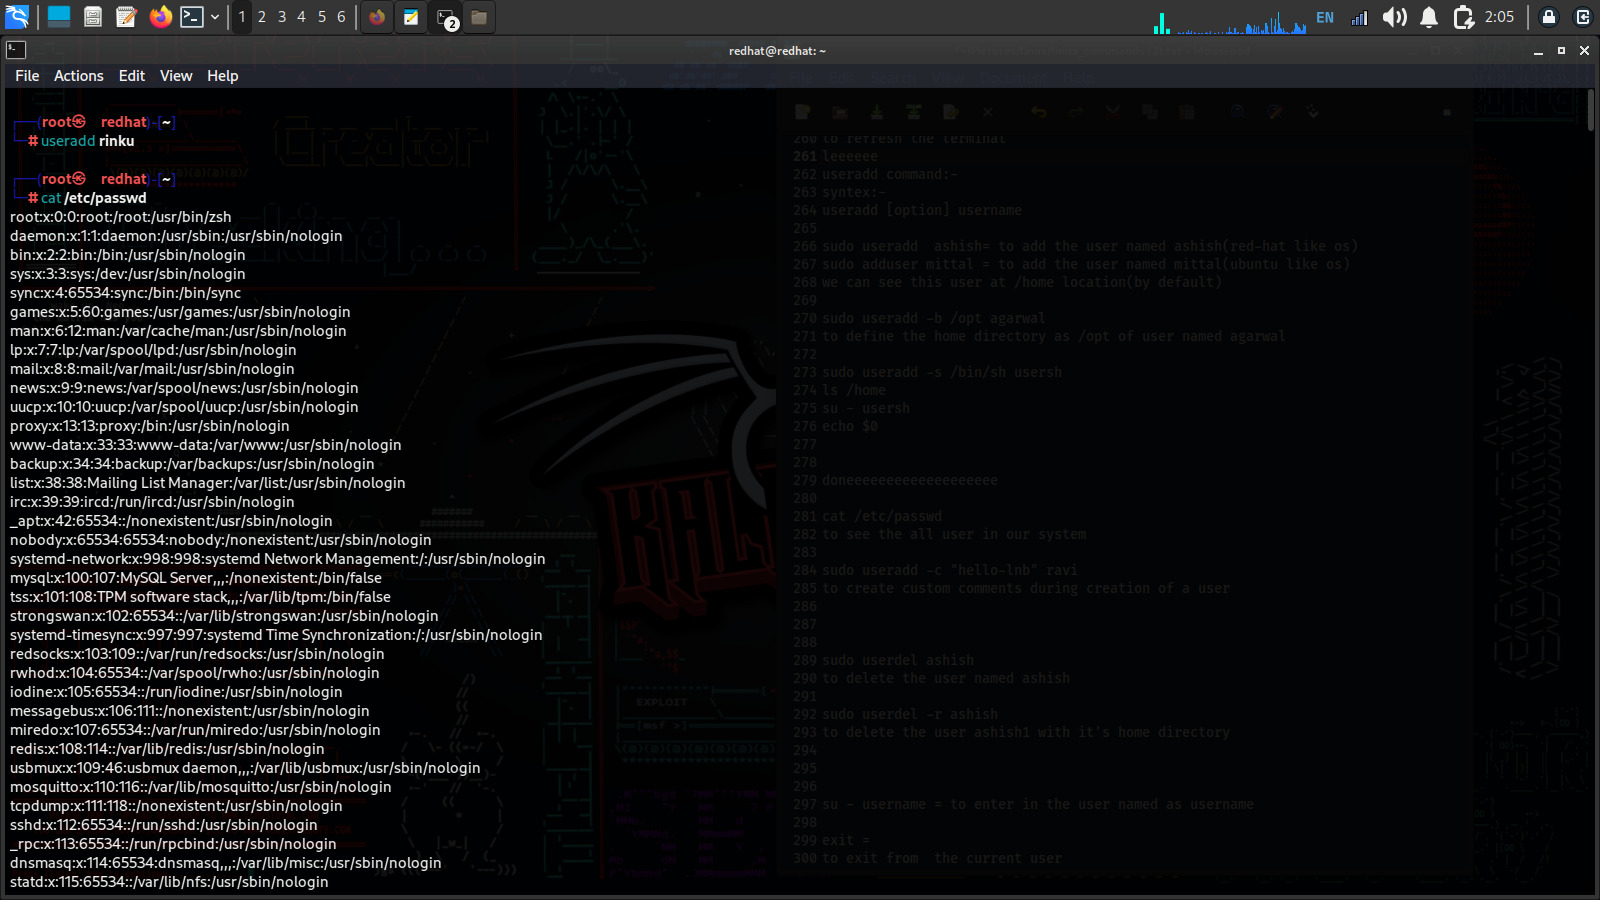 1 2 3 4 5 6
2
EN
2:05
redhat@redhat: ~
File Actions Edit View Help
(root㉿ redhat)-[~]
# useradd rinku
(root㉿ redhat)-[~]
# cat /etc/passwd
root:x:0:0:root:/root:/usr/bin/zsh
daemon:x:1:1:daemon:/usr/sbin:/usr/sbin/nologin
bin:x:2:2:bin:/bin:/usr/sbin/nologin
sys:x:3:3:sys:/dev:/usr/sbin/nologin
sync:x:4:65534:sync:/bin:/bin/sync
games:x:5:60:games:/usr/games:/usr/sbin/nologin
man:x:6:12:man:/var/cache/man:/usr/sbin/nologin
lp:x:7:7:lp:/var/spool/lpd:/usr/sbin/nologin
mail:x:8:8:mail:/var/mail:/usr/sbin/nologin
news:x:9:9:news:/var/spool/news:/usr/sbin/nologin
uucp:x:10:10:uucp:/var/spool/uucp:/usr/sbin/nologin
proxy:x:13:13:proxy:/bin:/usr/sbin/nologin
www-data:x:33:33:www-data:/var/www:/usr/sbin/nologin
backup:x:34:34:backup:/var/backups:/usr/sbin/nologin
list:x:38:38:Mailing List Manager:/var/list:/usr/sbin/nologin
irc:x:39:39:ircd:/run/ircd:/usr/sbin/nologin
_apt:x:42:65534::/nonexistent:/usr/sbin/nologin
nobody:x:65534:65534:nobody:/nonexistent:/usr/sbin/nologin
systemd-network:x:998:998:systemd Network Management:/:/usr/sbin/nologin
mysql:x:100:107:MySQL Server,,,:/nonexistent:/bin/false
tss:x:101:108:TPM software stack,,,:/var/lib/tpm:/bin/false
strongswan:x:102:65534::/var/lib/strongswan:/usr/sbin/nologin
systemd-timesync:x:997:997:systemd Time Synchronization:/:/usr/sbin/nologin
redsocks:x:103:109::/var/run/redsocks:/usr/sbin/nologin
rwhod:x:104:65534::/var/spool/rwho:/usr/sbin/nologin
iodine:x:105:65534::/run/iodine:/usr/sbin/nologin
messagebus:x:106:111::/nonexistent:/usr/sbin/nologin
miredo:x:107:65534::/var/run/miredo:/usr/sbin/nologin
redis:x:108:114::/var/lib/redis:/usr/sbin/nologin
usbmux:x:109:46:usbmux daemon,,,:/var/lib/usbmux:/usr/sbin/nologin
mosquitto:x:110:116::/var/lib/mosquitto:/usr/sbin/nologin
tcpdump:x:111:118::/nonexistent:/usr/sbin/nologin
sshd:x:112:65534::/run/sshd:/usr/sbin/nologin
_rpc:x:113:65534::/run/rpcbind:/usr/sbin/nologin
dnsmasq:x:114:65534:dnsmasq,,,:/var/lib/misc:/usr/sbin/nologin
statd:x:115:65534::/var/lib/nfs:/usr/sbin/nologin
Creator
EXPLOIT
[msf >]
260 to refresh the terminal
261 leeeeee
262 useradd command:-
263 syntex:-
264 useradd [option] username
265
266 sudo useradd  ashish= to add the user named ashish(red-hat like os)
267 sudo adduser mittal = to add the user named mittal(ubuntu like os)
268 we can see this user at /home location(by default)
269
270 sudo useradd -b /opt agarwal
271 to define the home directory as /opt of user named agarwal
272
273 sudo useradd -s /bin/sh usersh
274 ls /home
275 su - usersh
276 echo $0
277
278
279 doneeeeeeeeeeeeeeeeeee
280
281 cat /etc/passwd
282 to see the all user in our system
283
284 sudo useradd -c "hello-lnb" ravi
285 to create custom comments during creation of a user
286
287
288
289 sudo userdel ashish
290 to delete the user named ashish
291
292 sudo userdel -r ashish
293 to delete the user ashish1 with it's home directory
294
295
296
297 su - username = to enter in the user named as username
298
299 exit =
300 to exit from  the current user